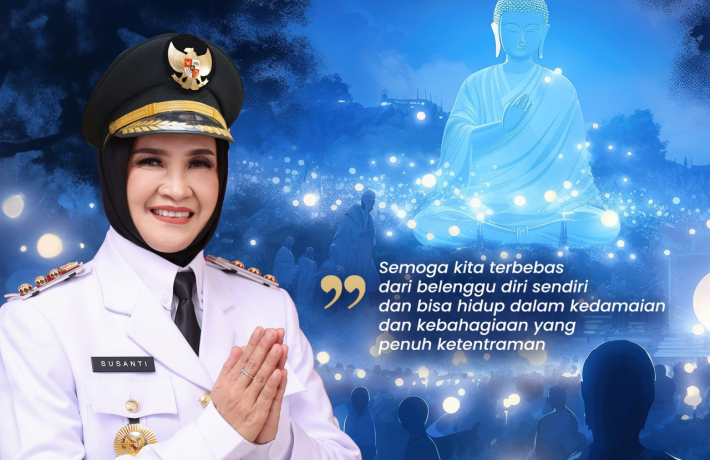 Semoga kita terbebas
dari belenggu diri sendiri
dan bisa hidup dalam kedamaian
dan kebahagiaan yang
penuh ketentraman
SUSANTI